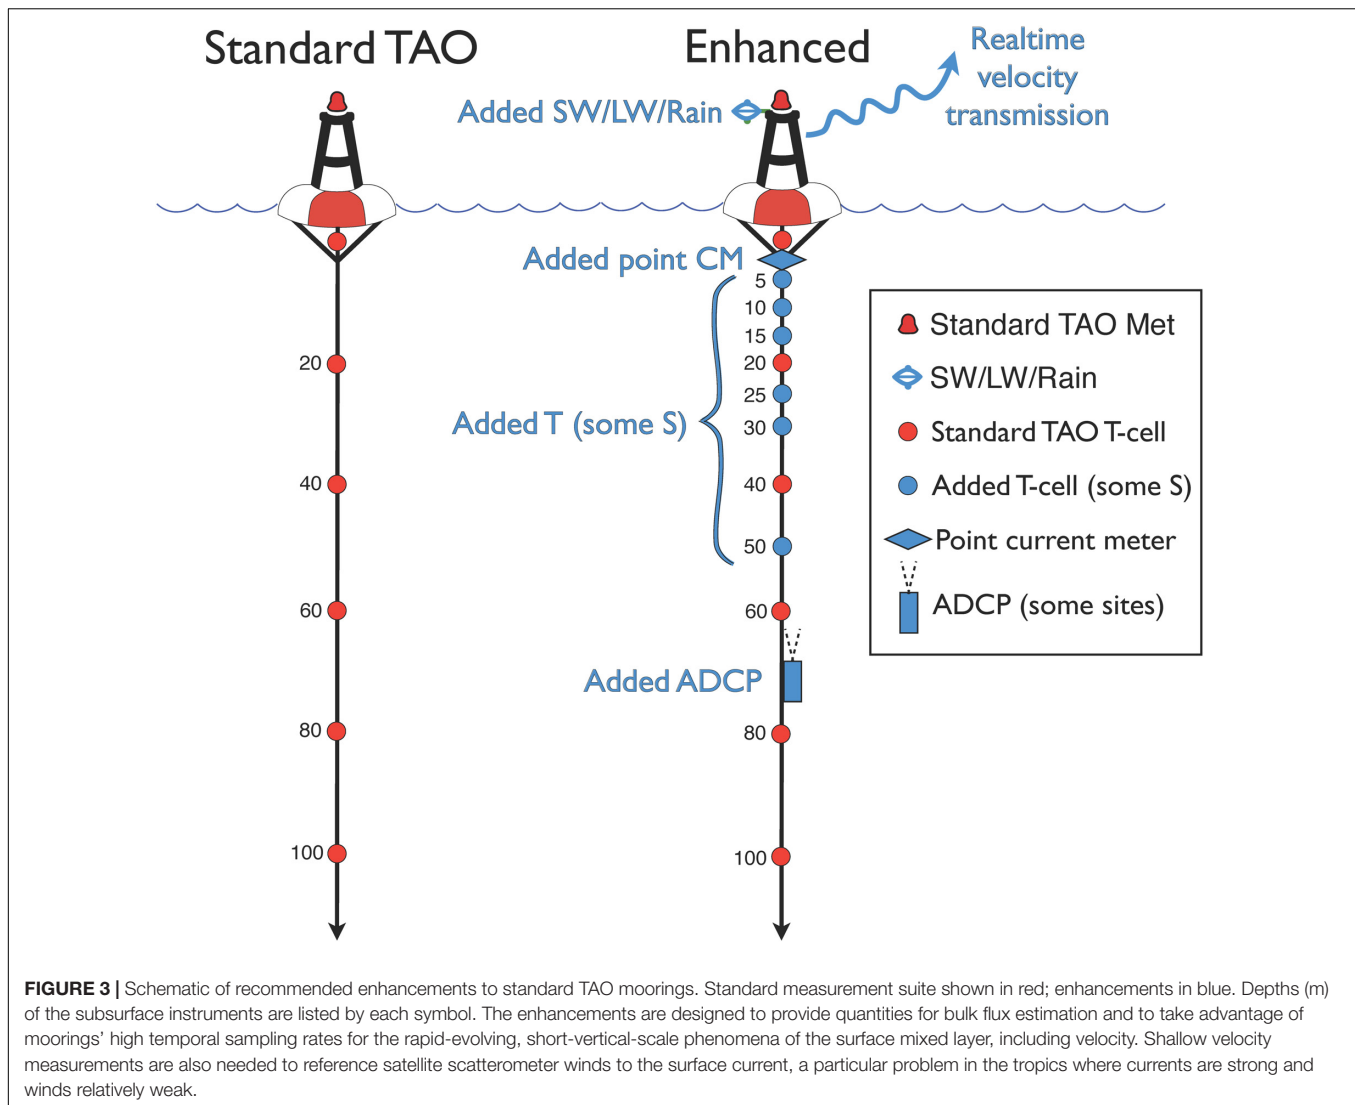 Standard TAO
Enhanced
Realtime
velocity
transmission
Added SW/LW/Rain
Added point CM
Added T (some S)
Added ADCP
20
40
60
80
100
5
10
15
20
25
30
40
50
60
80
100
Standard TAO Met
SW/LW/Rain
Standard TAO T-cell
Added T-cell (some S)
Point current meter
ADCP (some sites)
FIGURE 3 | Schematic of recommended enhancements to standard TAO moorings. Standard measurement suite shown in red; enhancements in blue. Depths (m)
of the subsurface instruments are listed by each symbol. The enhancements are designed to provide quantities for bulk flux estimation and to take advantage of
moorings' high temporal sampling rates for the rapid-evolving, short-vertical-scale phenomena of the surface mixed layer, including velocity. Shallow velocity
measurements are also needed to reference satellite scatterometer winds to the surface current, a particular problem in the tropics where currents are strong and
winds relatively weak.